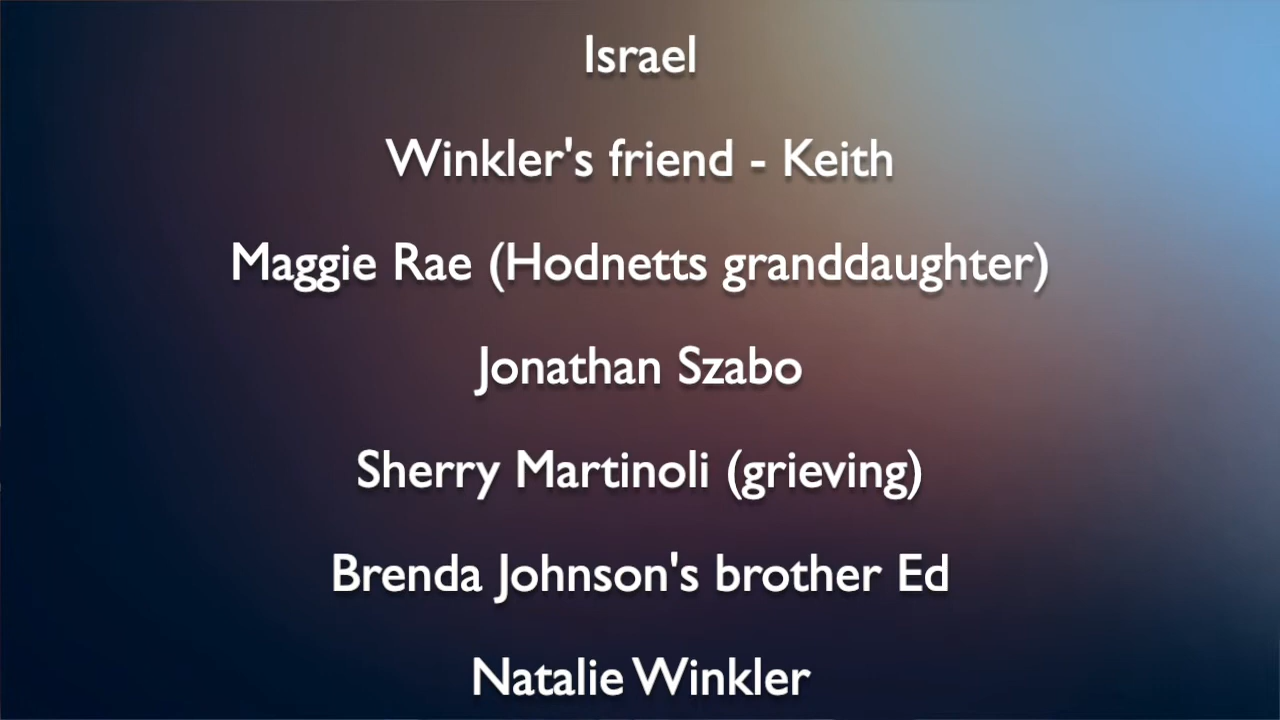 Israel
Winkler's friend - Keith
Maggie Rae (Hodnetts granddaughter)
Jonathan Szabo
Sherry Martinoli (grieving)
Brenda Johnson's brother Ed
Natalie Winkler